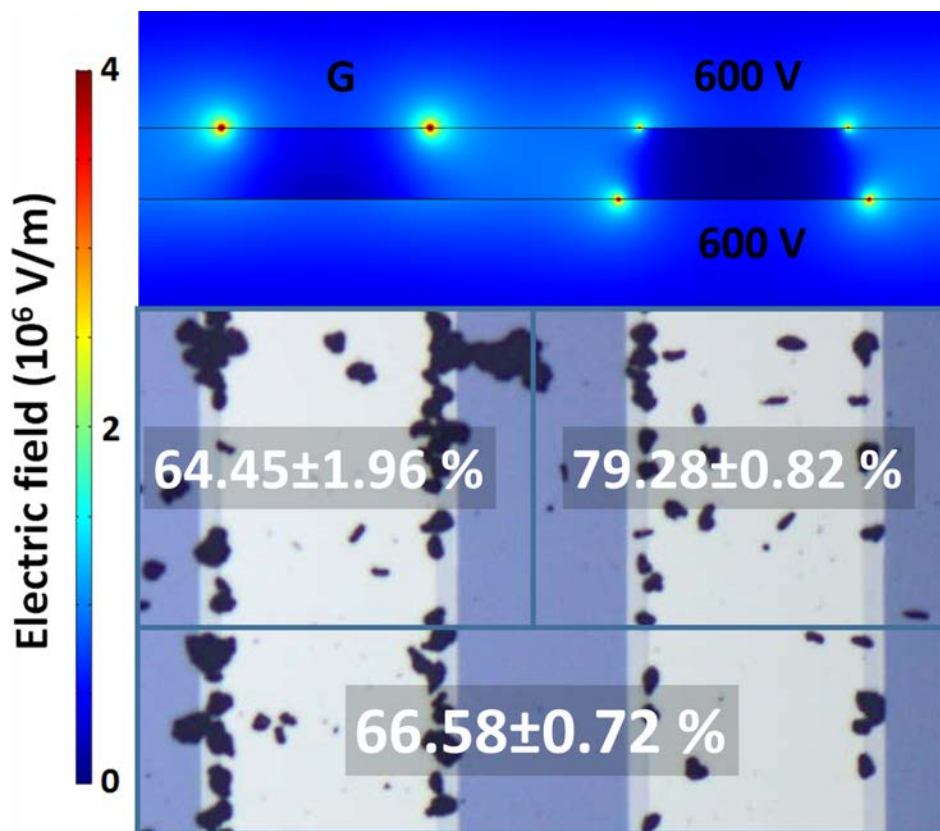 Electric field (10⁶ V/m)
4
2
0
G
600 V
600 V
64.45±1.96 %
79.28±0.82 %
66.58±0.72 %